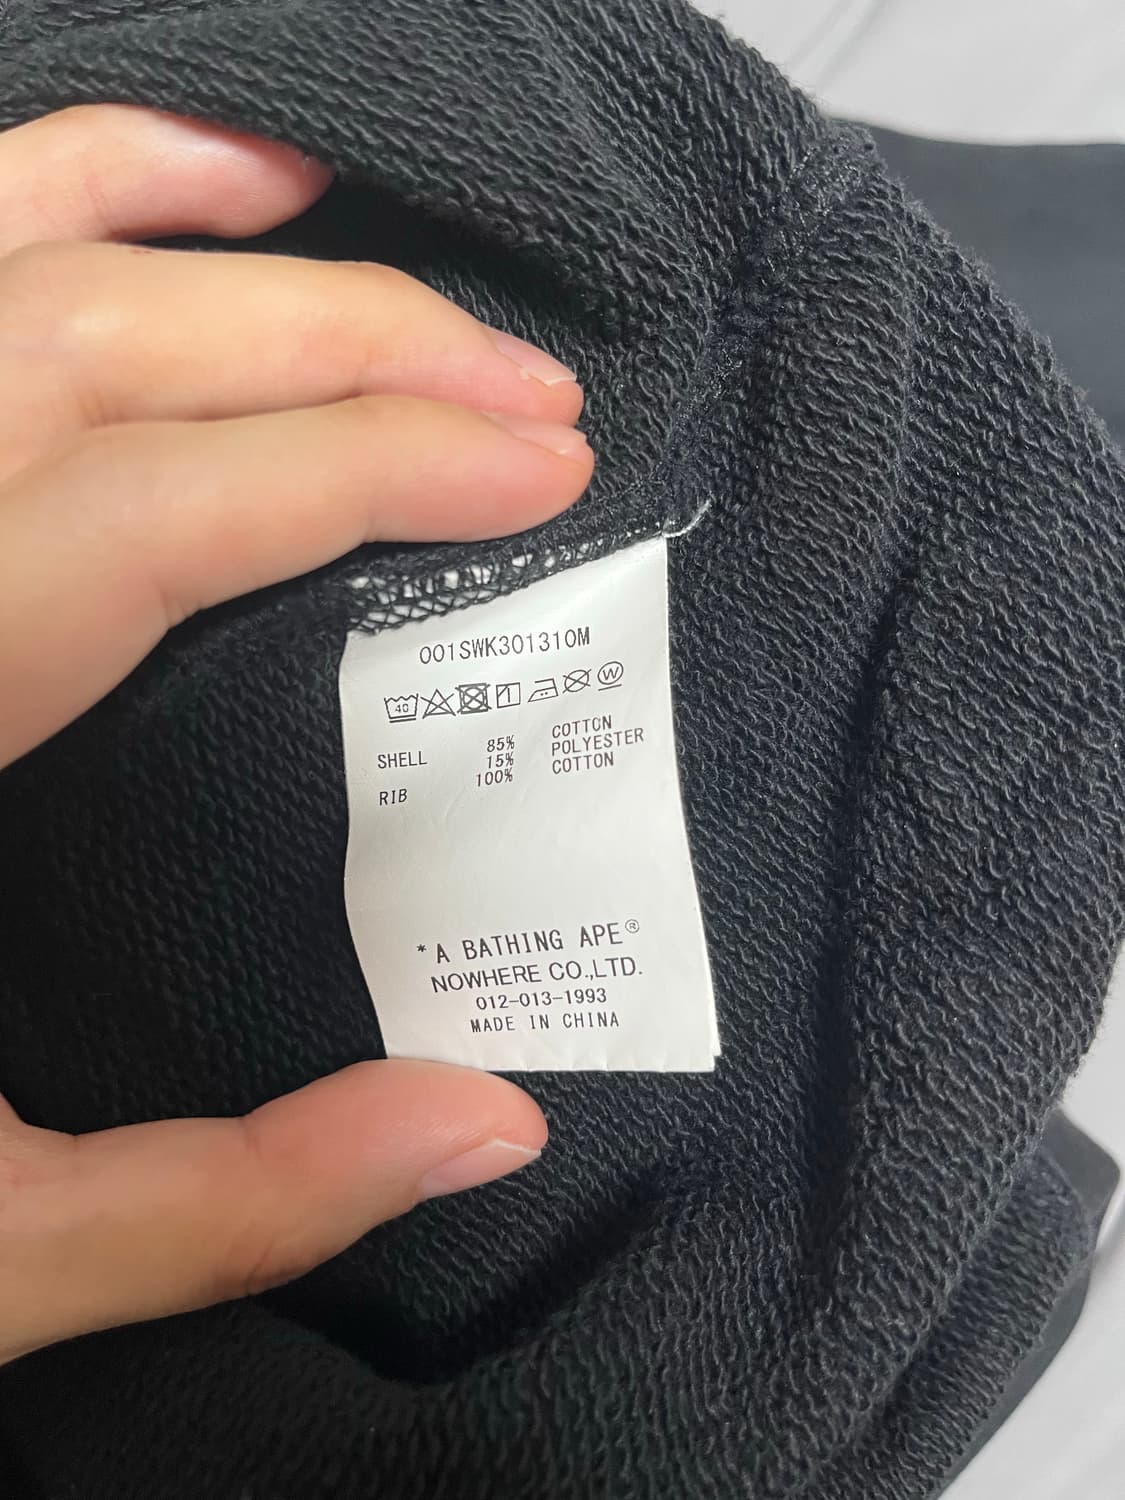 001SWK301310M
40 W
SHELL 85% COTTON
15% POLYESTER
RIB 100% COTTON
*A BATHING APE®
NOWHERE CO.,LTD.
012-013-1993
MADE IN CHINA